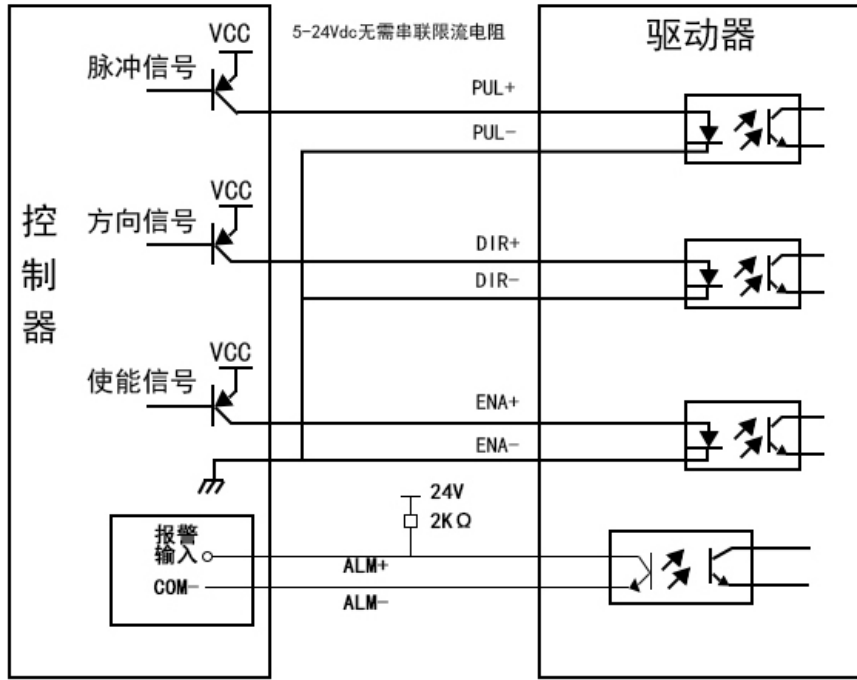 VCC
5-24Vdc无需串联限流电阻
驱动器
脉冲信号
PUL+
PUL-
VCC
方向信号
DIR+
DIR-
控制器
VCC
使能信号
ENA+
ENA-
24V
2KΩ
报警
输入
ALM+
COM-
ALM-